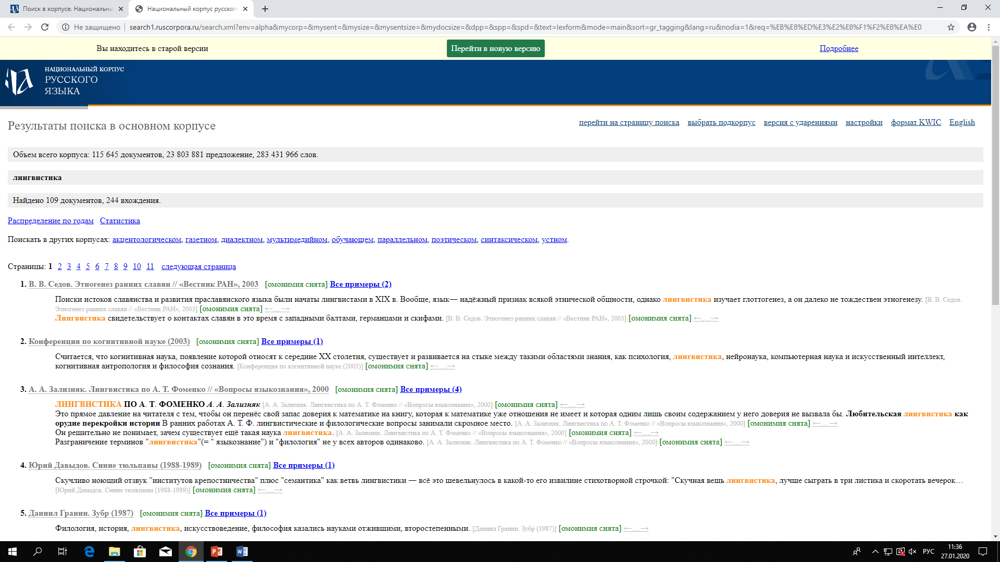 Поиск в корпусе. Национальны
Национальный корпус русског
Не защищено
search1.ruscorpora.ru/search.xml?env=alpha&mycorp=&mysent=&mysize=&mysentsize=&mydocsize=&dpp=&spp=&spd=&text=lexform&mode=main&sort=gr_tagging&lang=ru&nodia=1&req=%EB%E8%ED%E3%E2%E8%F1%F2%E8%EA%E0
Вы находитесь в старой версии
Перейти в новую версию
Подробнее
НАЦИОНАЛЬНЫЙ КОРПУС
РУССКОГО
ЯЗЫКА
Результаты поиска в основном корпусе
перейти на страницу поиска выбрать подкорпус версия с ударениями настройки формат KWIC English
Объем всего корпуса: 115 645 документов, 23 803 881 предложение, 283 431 966 слов.
лингвистика
Найдено 109 документов, 244 вхождения.
Распределение по годам Статистика
Поискать в других корпусах: акцентологическом, газетном, диалектном, мультимедийном, обучающем, параллельном, поэтическом, синтаксическом, устном.
Страницы: 1 2 3 4 5 6 7 8 9 10 11 следующая страница
1. В. В. Седов. Этногенез ранних славян // «Вестник РАН», 2003 [омонимия снята] Все примеры (2)
Поиски истоков славянства и развития праславянского языка были начаты лингвистами в XIX в. Вообще, язык— надёжный признак всякой этнической общности, однако лингвистика изучает глоттогенез, а он далеко не тождествен этногенезу. [В. В. Седов.
Этногенез ранних славян // «Вестник РАН», 2003] [омонимия снята] ←…→
Лингвистика свидетельствует о контактах славян в это время с западными балтами, германцами и скифами. [В. В. Седов. Этногенез ранних славян // «Вестник РАН», 2003] [омонимия снята] ←…→
2. Конференция по когнитивной науке (2003) [омонимия снята] Все примеры (1)
Считается, что когнитивная наука, появление которой относят к середине XX столетия, существует и развивается на стыке между такими областями знания, как психология, лингвистика, нейронаука, компьютерная наука и искусственный интеллект,
когнитивная антропология и философия сознания. [Конференция по когнитивной науке (2003)] [омонимия снята] ←…→
3. А. А. Зализняк. Лингвистика по А. Т. Фоменко // «Вопросы языкознания», 2000 [омонимия снята] Все примеры (4)
ЛИНГВИСТИКА ПО А. Т. ФОМЕНКО А. А. Зализняк [А. А. Зализняк. Лингвистика по А. Т. Фоменко // «Вопросы языкознания», 2000] [омонимия снята] ←…→
Это прямое давление на читателя с тем, чтобы он перенёс свой запас доверия к математике на книгу, которая к математике уже отношения не имеет и которая одним лишь своим содержанием у него доверия не вызвала бы. Любительская лингвистика как
орудие перекройки истории В ранних работах А. Т. Ф. лингвистические и филологические вопросы занимали скромное место. [А. А. Зализняк. Лингвистика по А. Т. Фоменко // «Вопросы языкознания», 2000] [омонимия снята] ←…→
Он решительно не понимает, зачем существует ещё такая наука лингвистика. [А. А. Зализняк. Лингвистика по А. Т. Фоменко // «Вопросы языкознания», 2000] [омонимия снята] ←…→
Разграничение терминов "лингвистика"(= " языкознание") и "филология" не у всех авторов одинаково. [А. А. Зализняк. Лингвистика по А. Т. Фоменко // «Вопросы языкознания», 2000] [омонимия снята] ←…→
4. Юрий Давыдов. Синие тюльпаны (1988-1989) [омонимия снята] Все примеры (1)
Скучливо ноющий отзвук "институтов крепостничества" плюс "семантика" как ветвь лингвистики — всё это шевельнулось в какой-то его извилине стихотворной строчкой: "Скучная вещь лингвистика, лучше сыграть в три листика и скоротать вечерок…
[Юрий Давыдов. Синие тюльпаны (1988-1989)] [омонимия снята] ←…→
5. Даниил Гранин. Зубр (1987) [омонимия снята] Все примеры (1)
Филология, история, лингвистика, искусствоведение, философия казались науками отжившими, второстепенными. [Даниил Гранин. Зубр (1987)] [омонимия снята] ←…→
РУС
11:36
27.01.2020